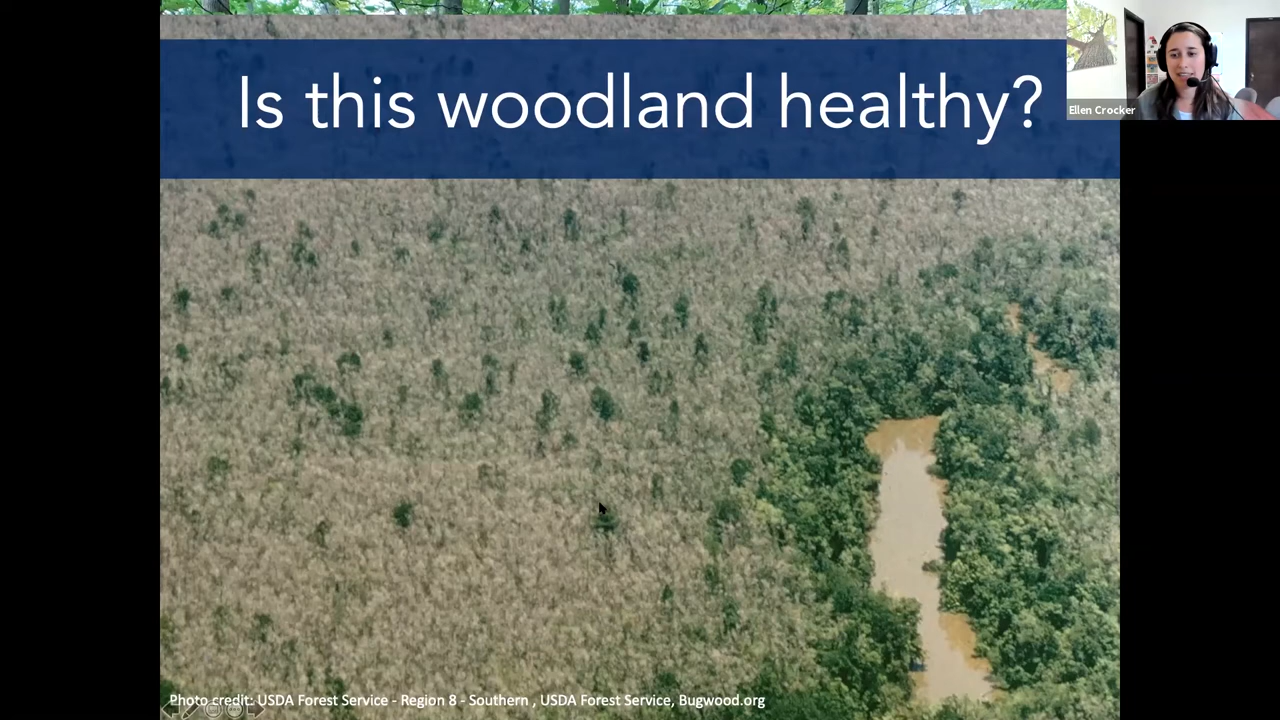 Is this woodland healthy?
Ellen Crocker
Photo credit: USDA Forest Service - Region 8 - Southern , USDA Forest Service, Bugwood.org